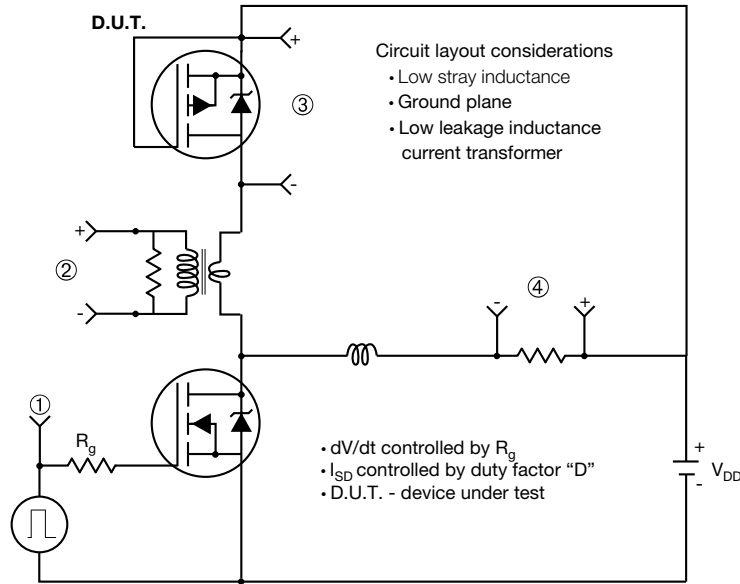 D.U.T.
+
Circuit layout considerations
• Low stray inductance
③
• Ground plane
• Low leakage inductance
current transformer
-
+
②
④
-
+
-
①
Rg
• dV/dt controlled by Rg
+
• ISD controlled by duty factor “D”
VDD
• D.U.T. - device under test
-